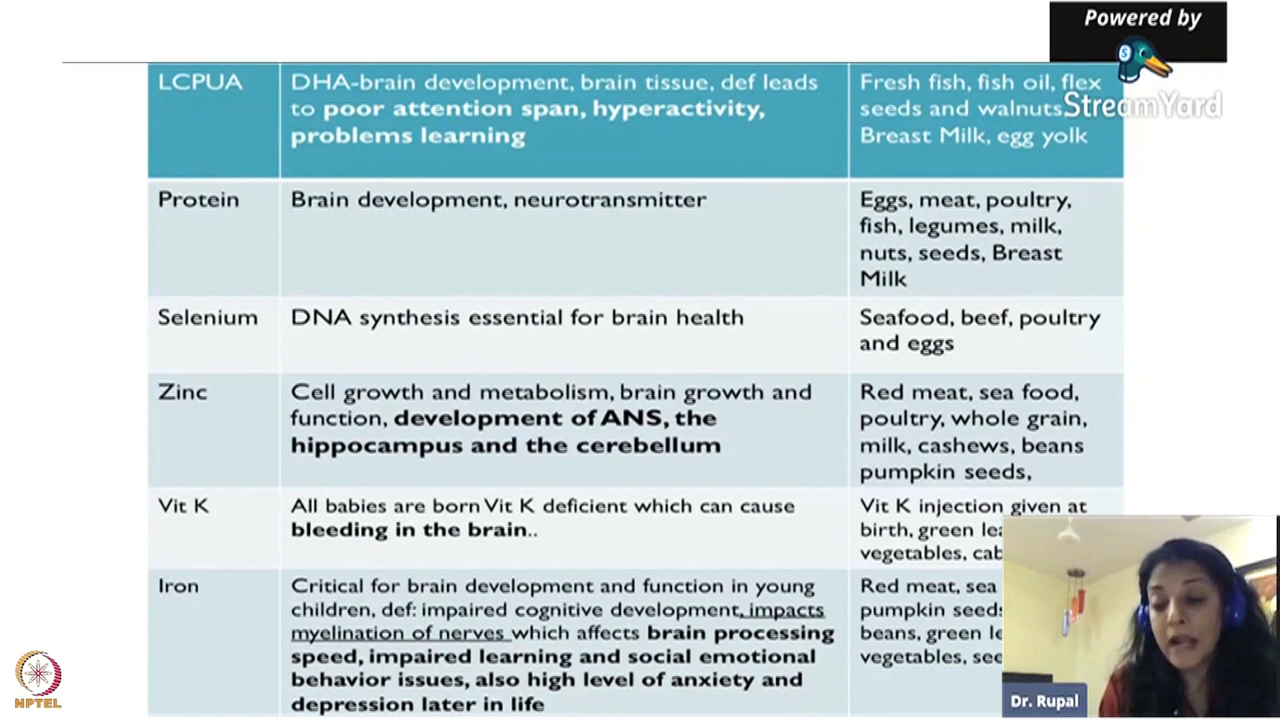 Powered by
StreamYard
LCPUA
DHA-brain development, brain tissue, def leads
to poor attention span, hyperactivity,
problems learning
Fresh fish, fish oil, flex
seeds and walnuts,
Breast Milk, egg yolk
Protein
Brain development, neurotransmitter
Eggs, meat, poultry,
fish, legumes, milk,
nuts, seeds, Breast
Milk
Selenium
DNA synthesis essential for brain health
Seafood, beef, poultry
and eggs
Zinc
Cell growth and metabolism, brain growth and
function, development of ANS, the
hippocampus and the cerebellum
Red meat, sea food,
poultry, whole grain,
milk, cashews, beans
pumpkin seeds,
Vit K
All babies are born Vit K deficient which can cause
bleeding in the brain..
Vit K injection given at
birth, green
vegetables,
Iron
Critical for brain development and function in young
children, def: impaired cognitive development, impacts
myelination of nerves which affects brain processing
speed, impaired learning and social emotional
behavior issues, also high level of anxiety and
depression later in life
Red meat, sea
pumpkin
beans, green
vegetables,
Dr. Rupal
NPTEL